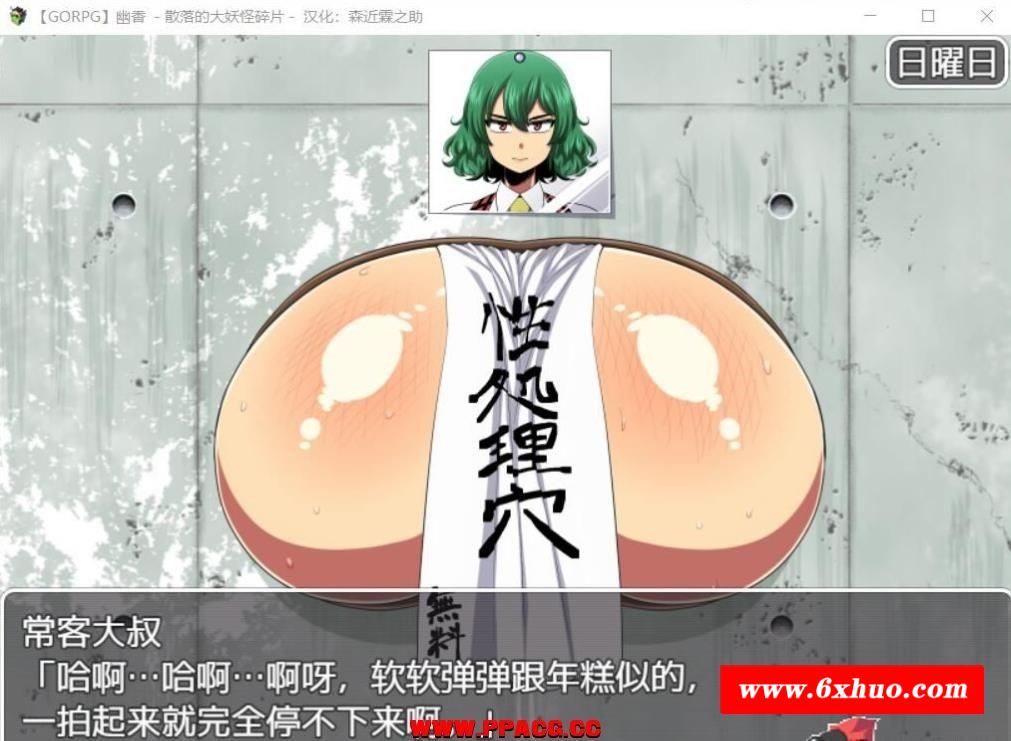 【GORPG】幽香 - 散落的大妖怪碎片 - 汉化：森近霖之助
日曜日
性処理穴
無料
常客大叔
「哈啊…哈啊…啊呀，软软弹弹跟年糕似的，
一拍起来就完全停不下来啊…」
www.6xhuo.com
WWW.PPACG.CC